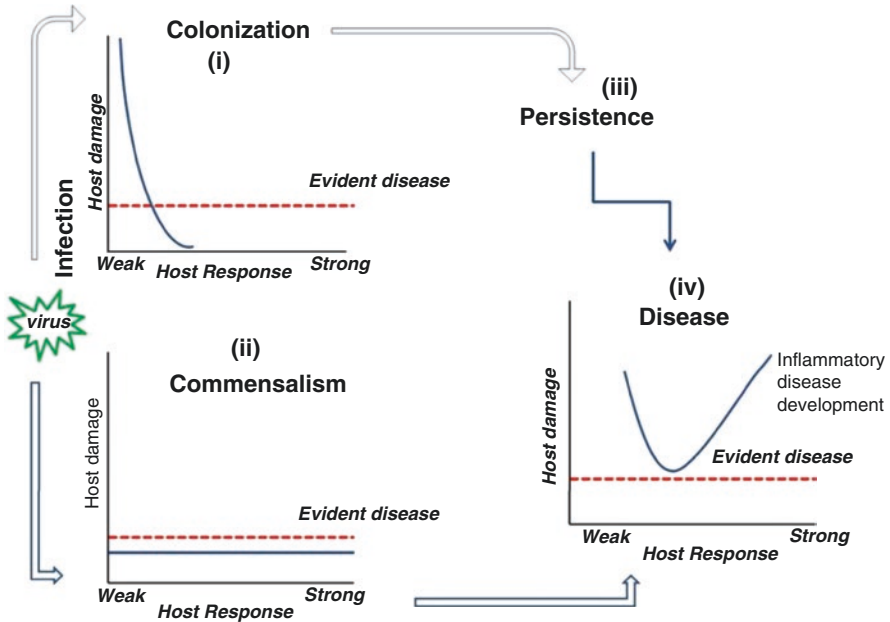 Colonization
(i)
Host damage
Evident disease
Weak
Host Response
Strong
Infection
virus
(iii)
Persistence
(ii)
Commensalism
Host damage
Evident disease
Weak
Host Response
Strong
(iv)
Disease
Host damage
Inflammatory
disease
development
Evident disease
Weak
Host Response
Strong